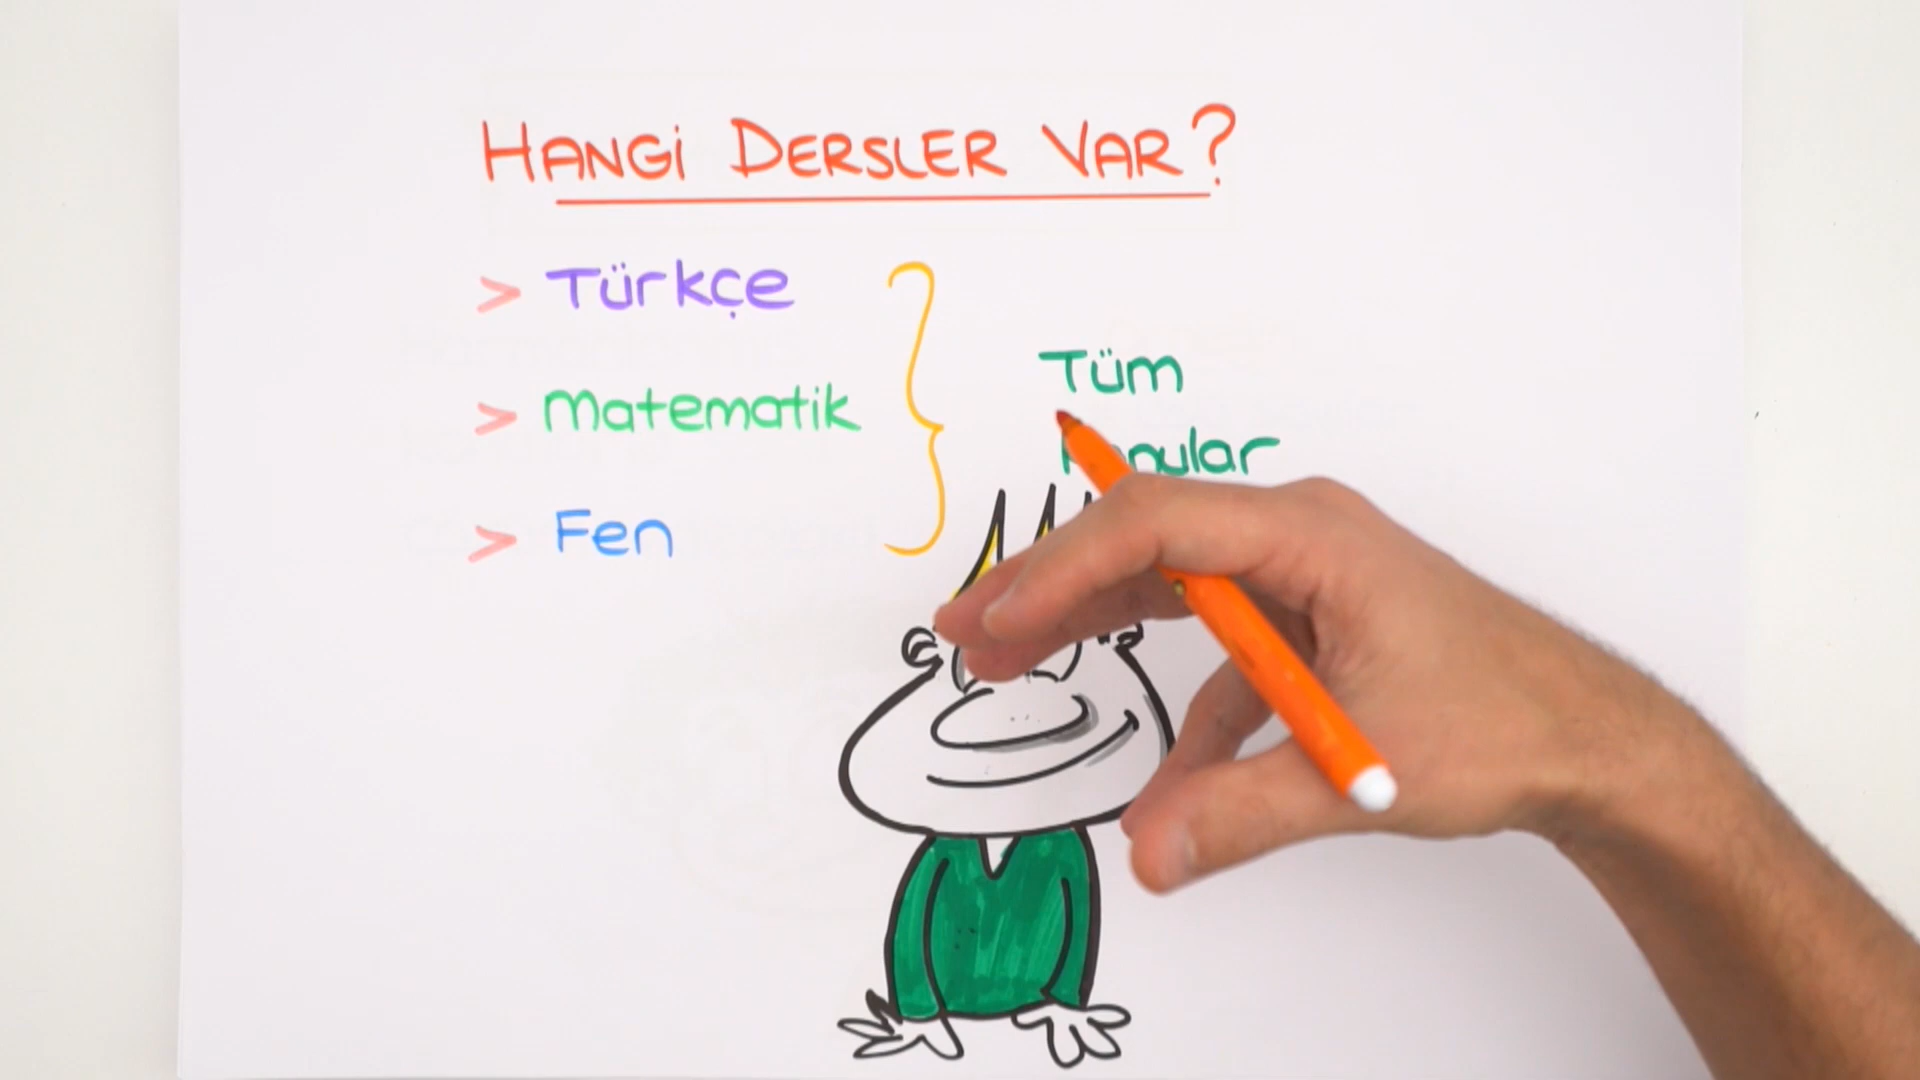 HANGİ DERSLER VAR?
> Türkçe
> Matematik
> Fen
Tüm